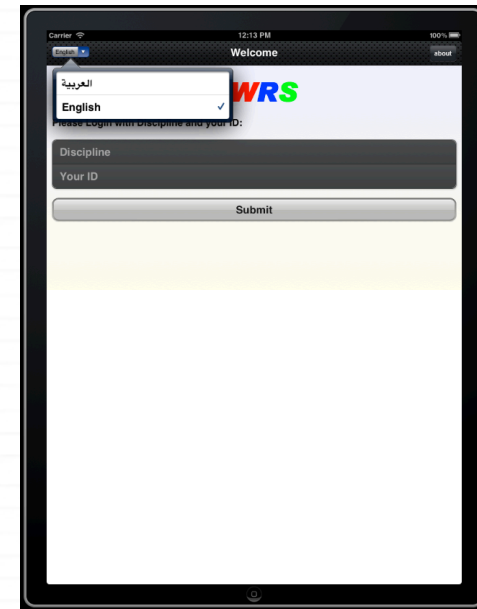 Carrier 12:13 PM 100%
English Welcome about
العربية
English ✓
WRS
Please Login with Discipline and your ID:
Discipline
Your ID
Submit